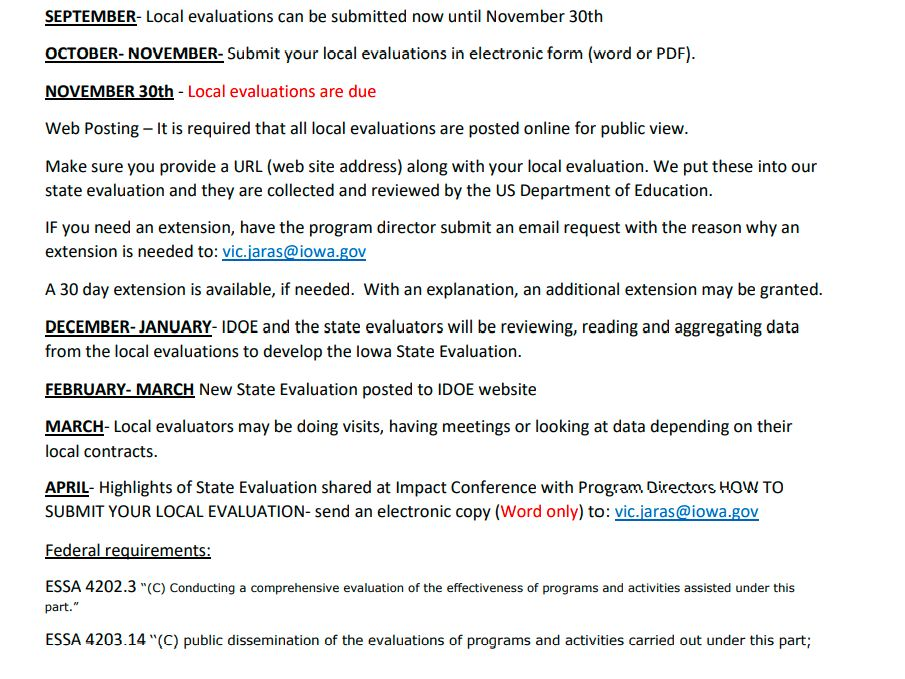 SEPTEMBER- Local evaluations can be submitted now until November 30th
OCTOBER- NOVEMBER- Submit your local evaluations in electronic form (word or PDF).
NOVEMBER 30th - Local evaluations are due
Web Posting – It is required that all local evaluations are posted online for public view.
Make sure you provide a URL (web site address) along with your local evaluation. We put these into our
state evaluation and they are collected and reviewed by the US Department of Education.
IF you need an extension, have the program director submit an email request with the reason why an
extension is needed to: vic.jaras@iowa.gov
A 30 day extension is available, if needed.  With an explanation, an additional extension may be granted.
DECEMBER- JANUARY- IDOE and the state evaluators will be reviewing, reading and aggregating data
from the local evaluations to develop the Iowa State Evaluation.
FEBRUARY- MARCH New State Evaluation posted to IDOE website
MARCH- Local evaluators may be doing visits, having meetings or looking at data depending on their
local contracts.
APRIL- Highlights of State Evaluation shared at Impact Conference with Program Directors HOW TO
SUBMIT YOUR LOCAL EVALUATION- send an electronic copy (Word only) to: vic.jaras@iowa.gov
Federal requirements:
ESSA 4202.3 "(C) Conducting a comprehensive evaluation of the effectiveness of programs and activities assisted under this
part.”
ESSA 4203.14 ‘‘(C) public dissemination of the evaluations of programs and activities carried out under this part;